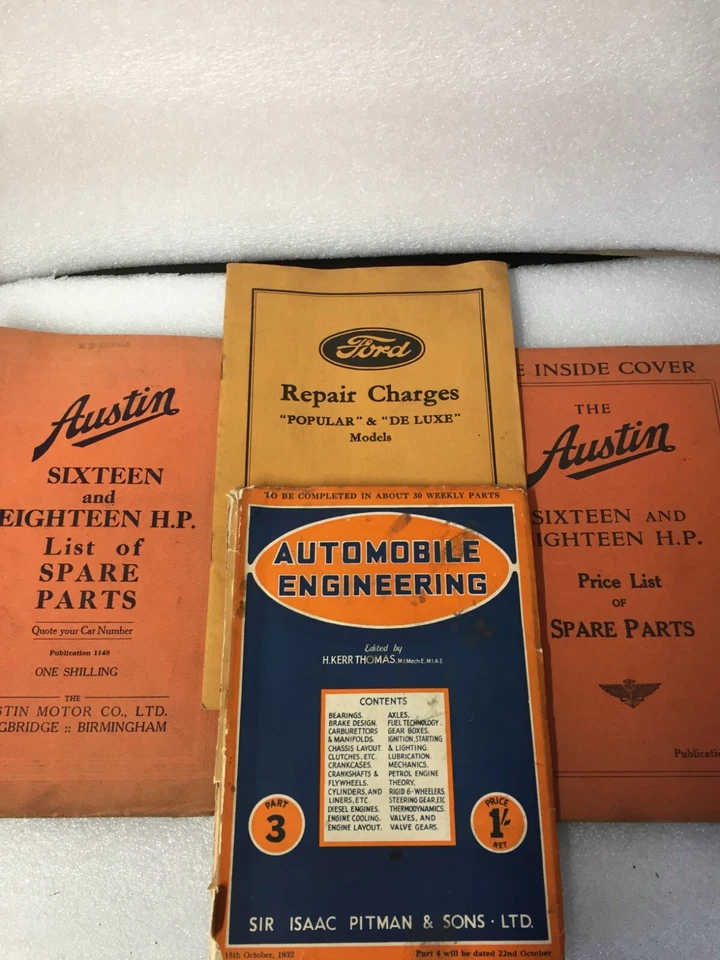 Austin
SIXTEEN
and
EIGHTEEN H.P.
List of
SPARE
PARTS
Quote your Car Number
Publication 1148
ONE SHILLING
THE
STIN MOTOR CO., LTD.
GBRIDGE :: BIRMINGHAM
Ford
Repair Charges
"POPULAR" & "DE LUXE"
Models
E INSIDE COVER
THE
Austin
SIXTEEN AND
IGHTEEN H.P.
Price List
OF
SPARE PARTS
Publicatio
TO BE COMPLETED IN ABOUT 30 WEEKLY PARTS
AUTOMOBILE
ENGINEERING
Edited by
H. KERR THOMAS, M.I.Mech.E. M.I.A.E.
CONTENTS
BEARINGS.
BRAKE DESIGN.
CARBURETTORS
& MANIFOLDS.
CHASSIS LAYOUT.
CLUTCHES, ETC.
CRANKCASES.
CRANKSHAFTS &
FLYWHEELS.
CYLINDERS, AND
LINERS, ETC.
DIESEL ENGINES.
ENGINE COOLING.
ENGINE LAYOUT.
AXLES.
FUEL TECHNOLOGY.
GEAR BOXES.
IGNITION, STARTING
& LIGHTING.
LUBRICATION.
MECHANICS.
PETROL ENGINE
THEORY.
RIGID 6-WHEELERS.
STEERING GEAR, ETC
THERMODYNAMICS.
VALVES, AND
VALVE GEARS.
PART
3
PRICE
1/-
NET
SIR ISAAC PITMAN & SONS · LTD.
15th October, 1932
Part 4 will be dated 22nd October